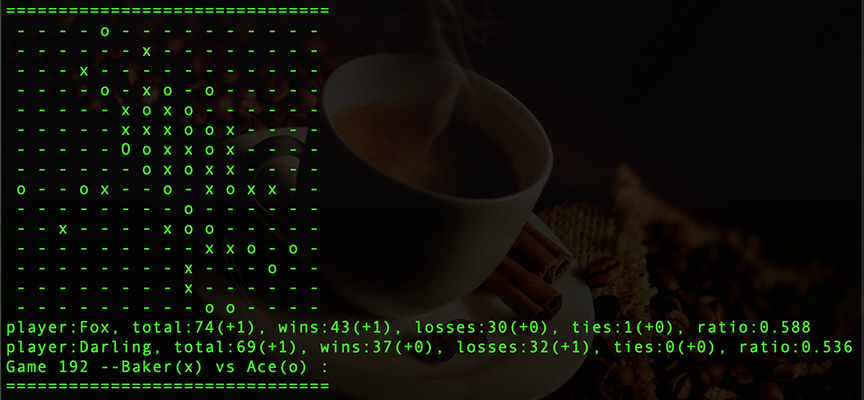 ===============================
- - - - o - - - - - - - - - -
- - - - - - x - - - - - - - -
- - - x - - - - - - - - - - -
- - - - o - x o - o - - - - -
- - - - - x o x o - - - - - -
- - - - - x x x o o x - - - -
- - - - - O o x x o x - - - -
- - - - - - o x o x x - - - -
o - - o x - - o - x o x x - -
- - - - - - - - o - - - - - -
- - x - - - - x o o - - - - -
- - - - - - - - - x x o - o -
- - - - - - - - x - - - o - -
- - - - - - - - x - - - - - -
- - - - - - - - - o o - - - -
player:Fox, total:74(+1), wins:43(+1), losses:30(+0), ties:1(+0), ratio:0.588
player:Darling, total:69(+1), wins:37(+0), losses:32(+1), ties:0(+0), ratio:0.536
Game 192 --Baker(x) vs Ace(o) :
===============================